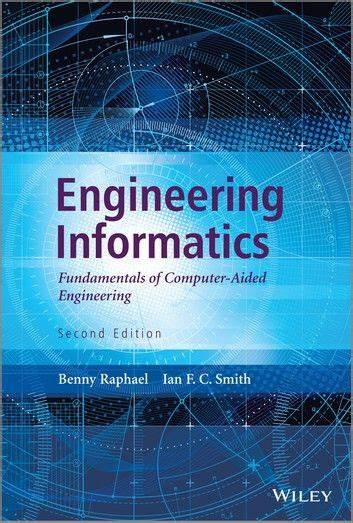 Engineering
Informatics
Fundamentals of Computer-Aided
Engineering
Second Edition
Benny Raphael Ian F. C. Smith
WILEY